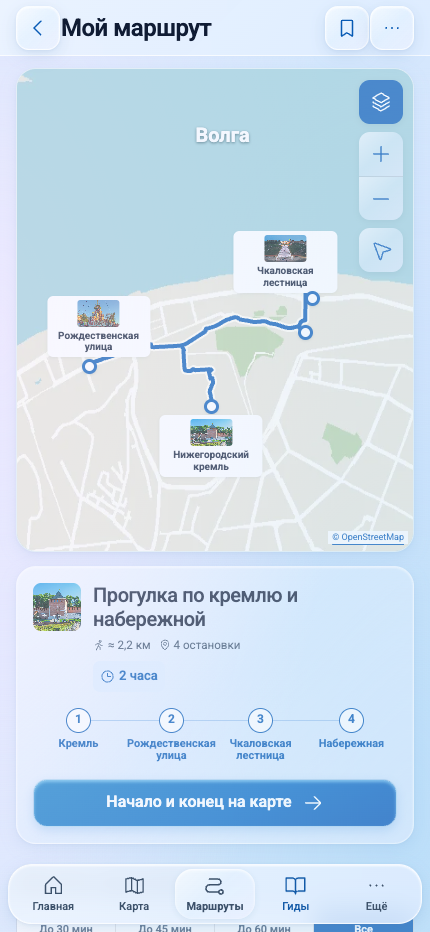 Мой маршрут
Волга
Чкаловская
лестница
Рождественская
улица
Нижегородский
кремль
© OpenStreetMap
Прогулка по кремлю и
набережной
≈ 2,2 км 4 остановки
2 часа
1 2 3 4
Кремль Рождественская Чкаловская Набережная
улица лестница
Начало и конец на карте
Главная Карта Маршруты Гиды Ещё
До 30 мин До 45 мин До 60 мин Все